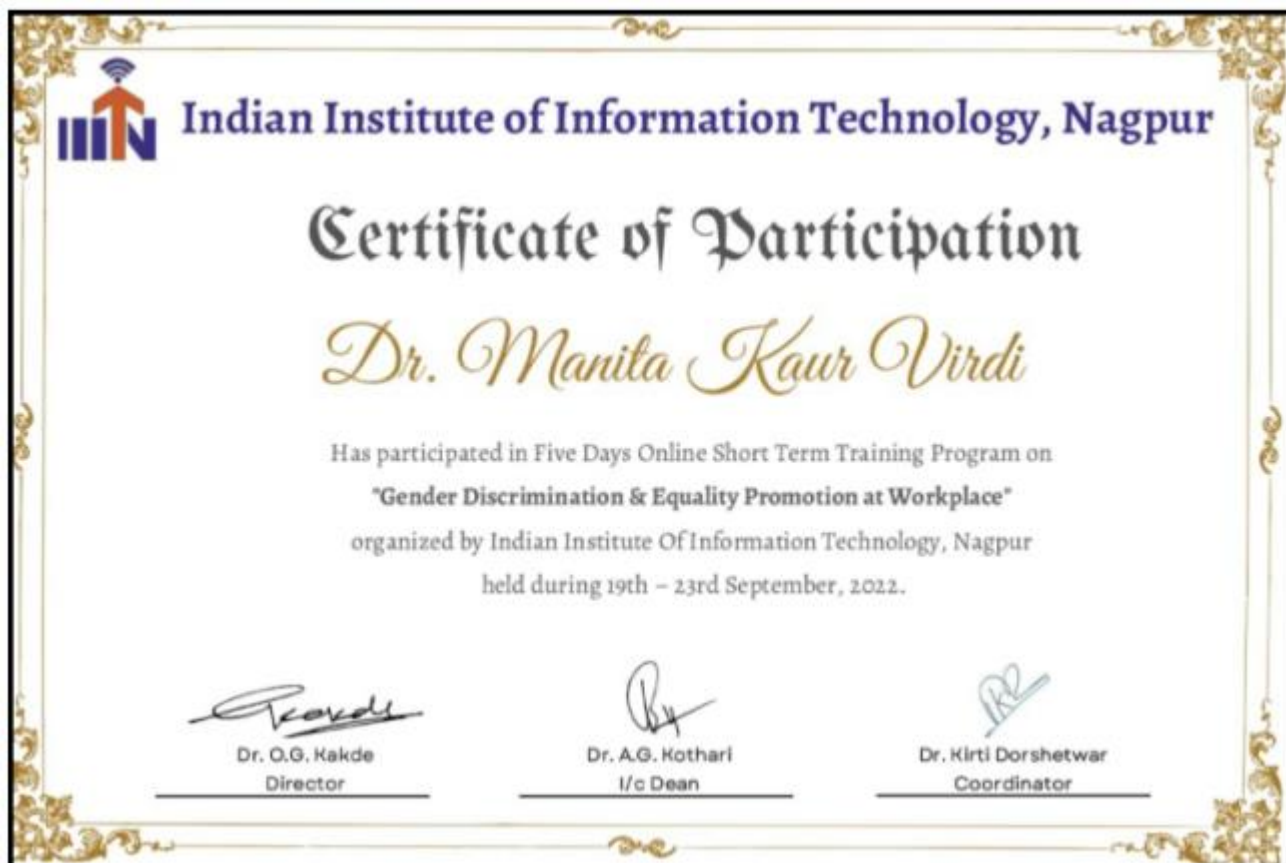 IIITN
Indian Institute of Information Technology, Nagpur
Certificate of Participation
Dr. Manita Kaur Virdi
Has participated in Five Days Online Short Term Training Program on
"Gender Discrimination & Equality Promotion at Workplace"
organized by Indian Institute Of Information Technology, Nagpur
held during 19th – 23rd September, 2022.
Dr. O.G. Kakde
Director
Dr. A.G. Kothari
I/c Dean
Dr. Kirti Dorshetwar
Coordinator